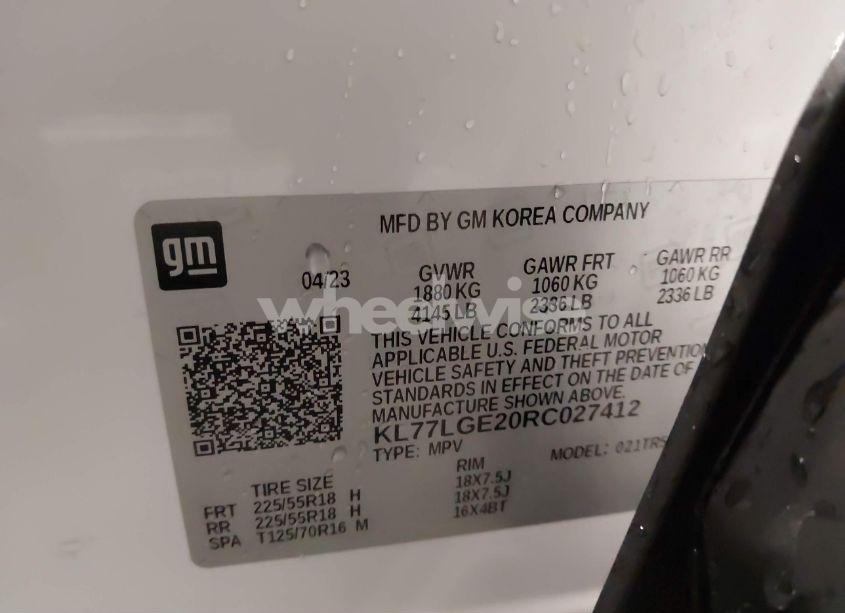 MFD BY GM KOREA COMPANY
gm
04/23
GVWR
1880 KG
4145 LB
GAWR FRT
1060 KG
2336 LB
GAWR RR
1060 KG
2336 LB
THIS VEHICLE CONFORMS TO ALL
APPLICABLE U.S. FEDERAL MOTOR
VEHICLE SAFETY AND THEFT PREVENTION
STANDARDS IN EFFECT ON THE DATE OF
MANUFACTURE SHOWN ABOVE.
KL77LGE20RC027412
TYPE: MPV
MODEL: 021TRS
TIRE SIZE RIM
FRT 225/55R18 H 18X7.5J
RR 225/55R18 H 18X7.5J
SPA T125/70R16 M 16X4BT